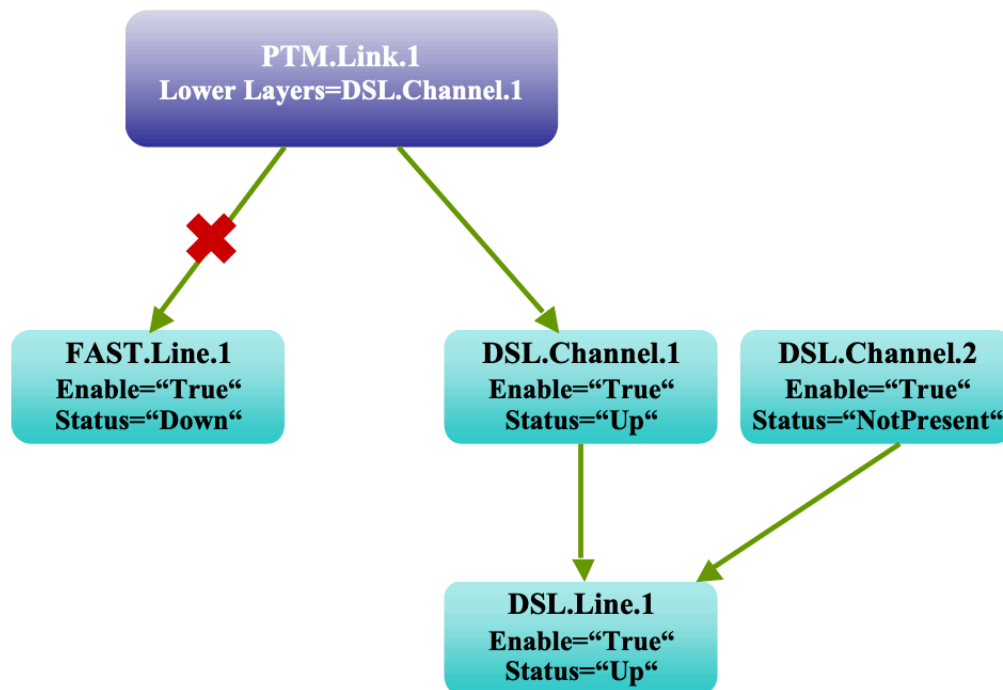 PTM.Link.1
Lower Layers=DSL.Channel.1
FAST.Line.1
Enable=“True“
Status=“Down“
DSL.Channel.1
Enable=“True“
Status=“Up“
DSL.Channel.2
Enable=“True“
Status=“NotPresent“
DSL.Line.1
Enable=“True“
Status=“Up“